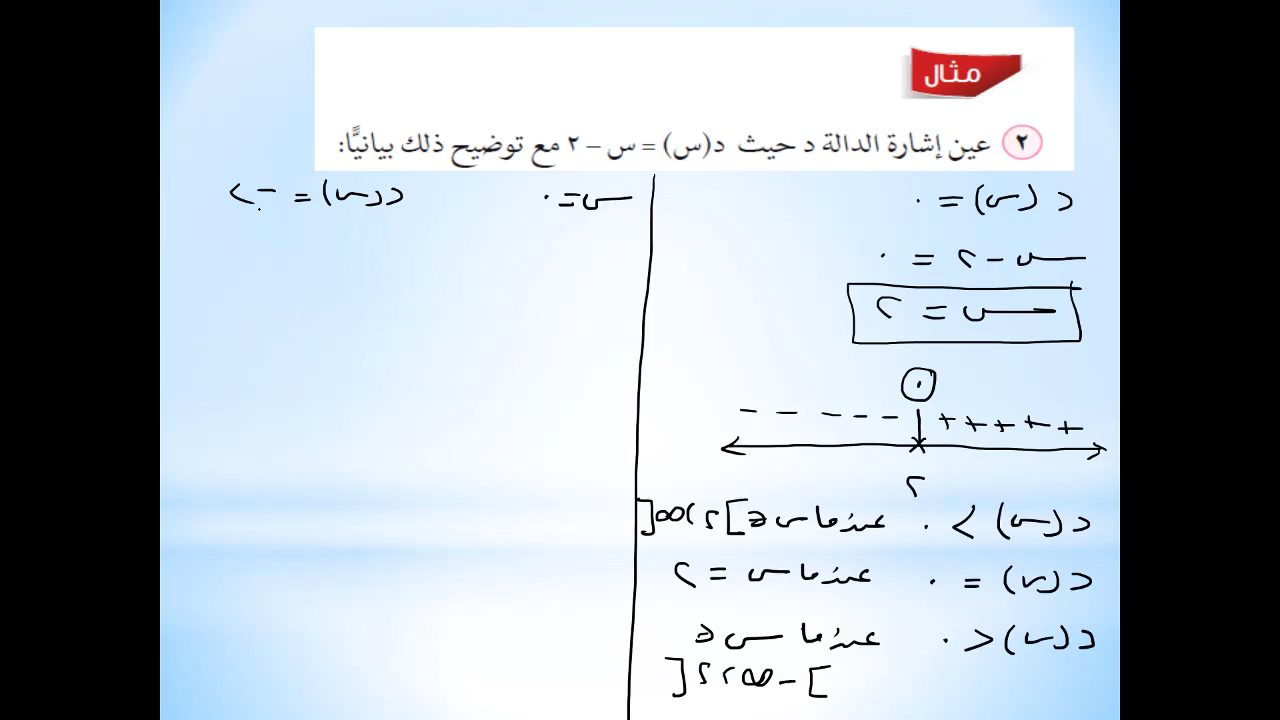 مثال
٢ عين إشارة الدالة د حيث د(س) = س – ٢ مع توضيح ذلك بيانيًّا:
د (س) = ٠
س – ٢ = ٠
س = ٢
٠
– – – – – + + + + +
٢
د (س) > ٠ عندما س ∈ ]٢ ، ∞[
د (س) = ٠ عندما س = ٢
د (س) < ٠ عندما س ∈
]– ∞ ، ٢[
س = ٠ د (س) = – ٢